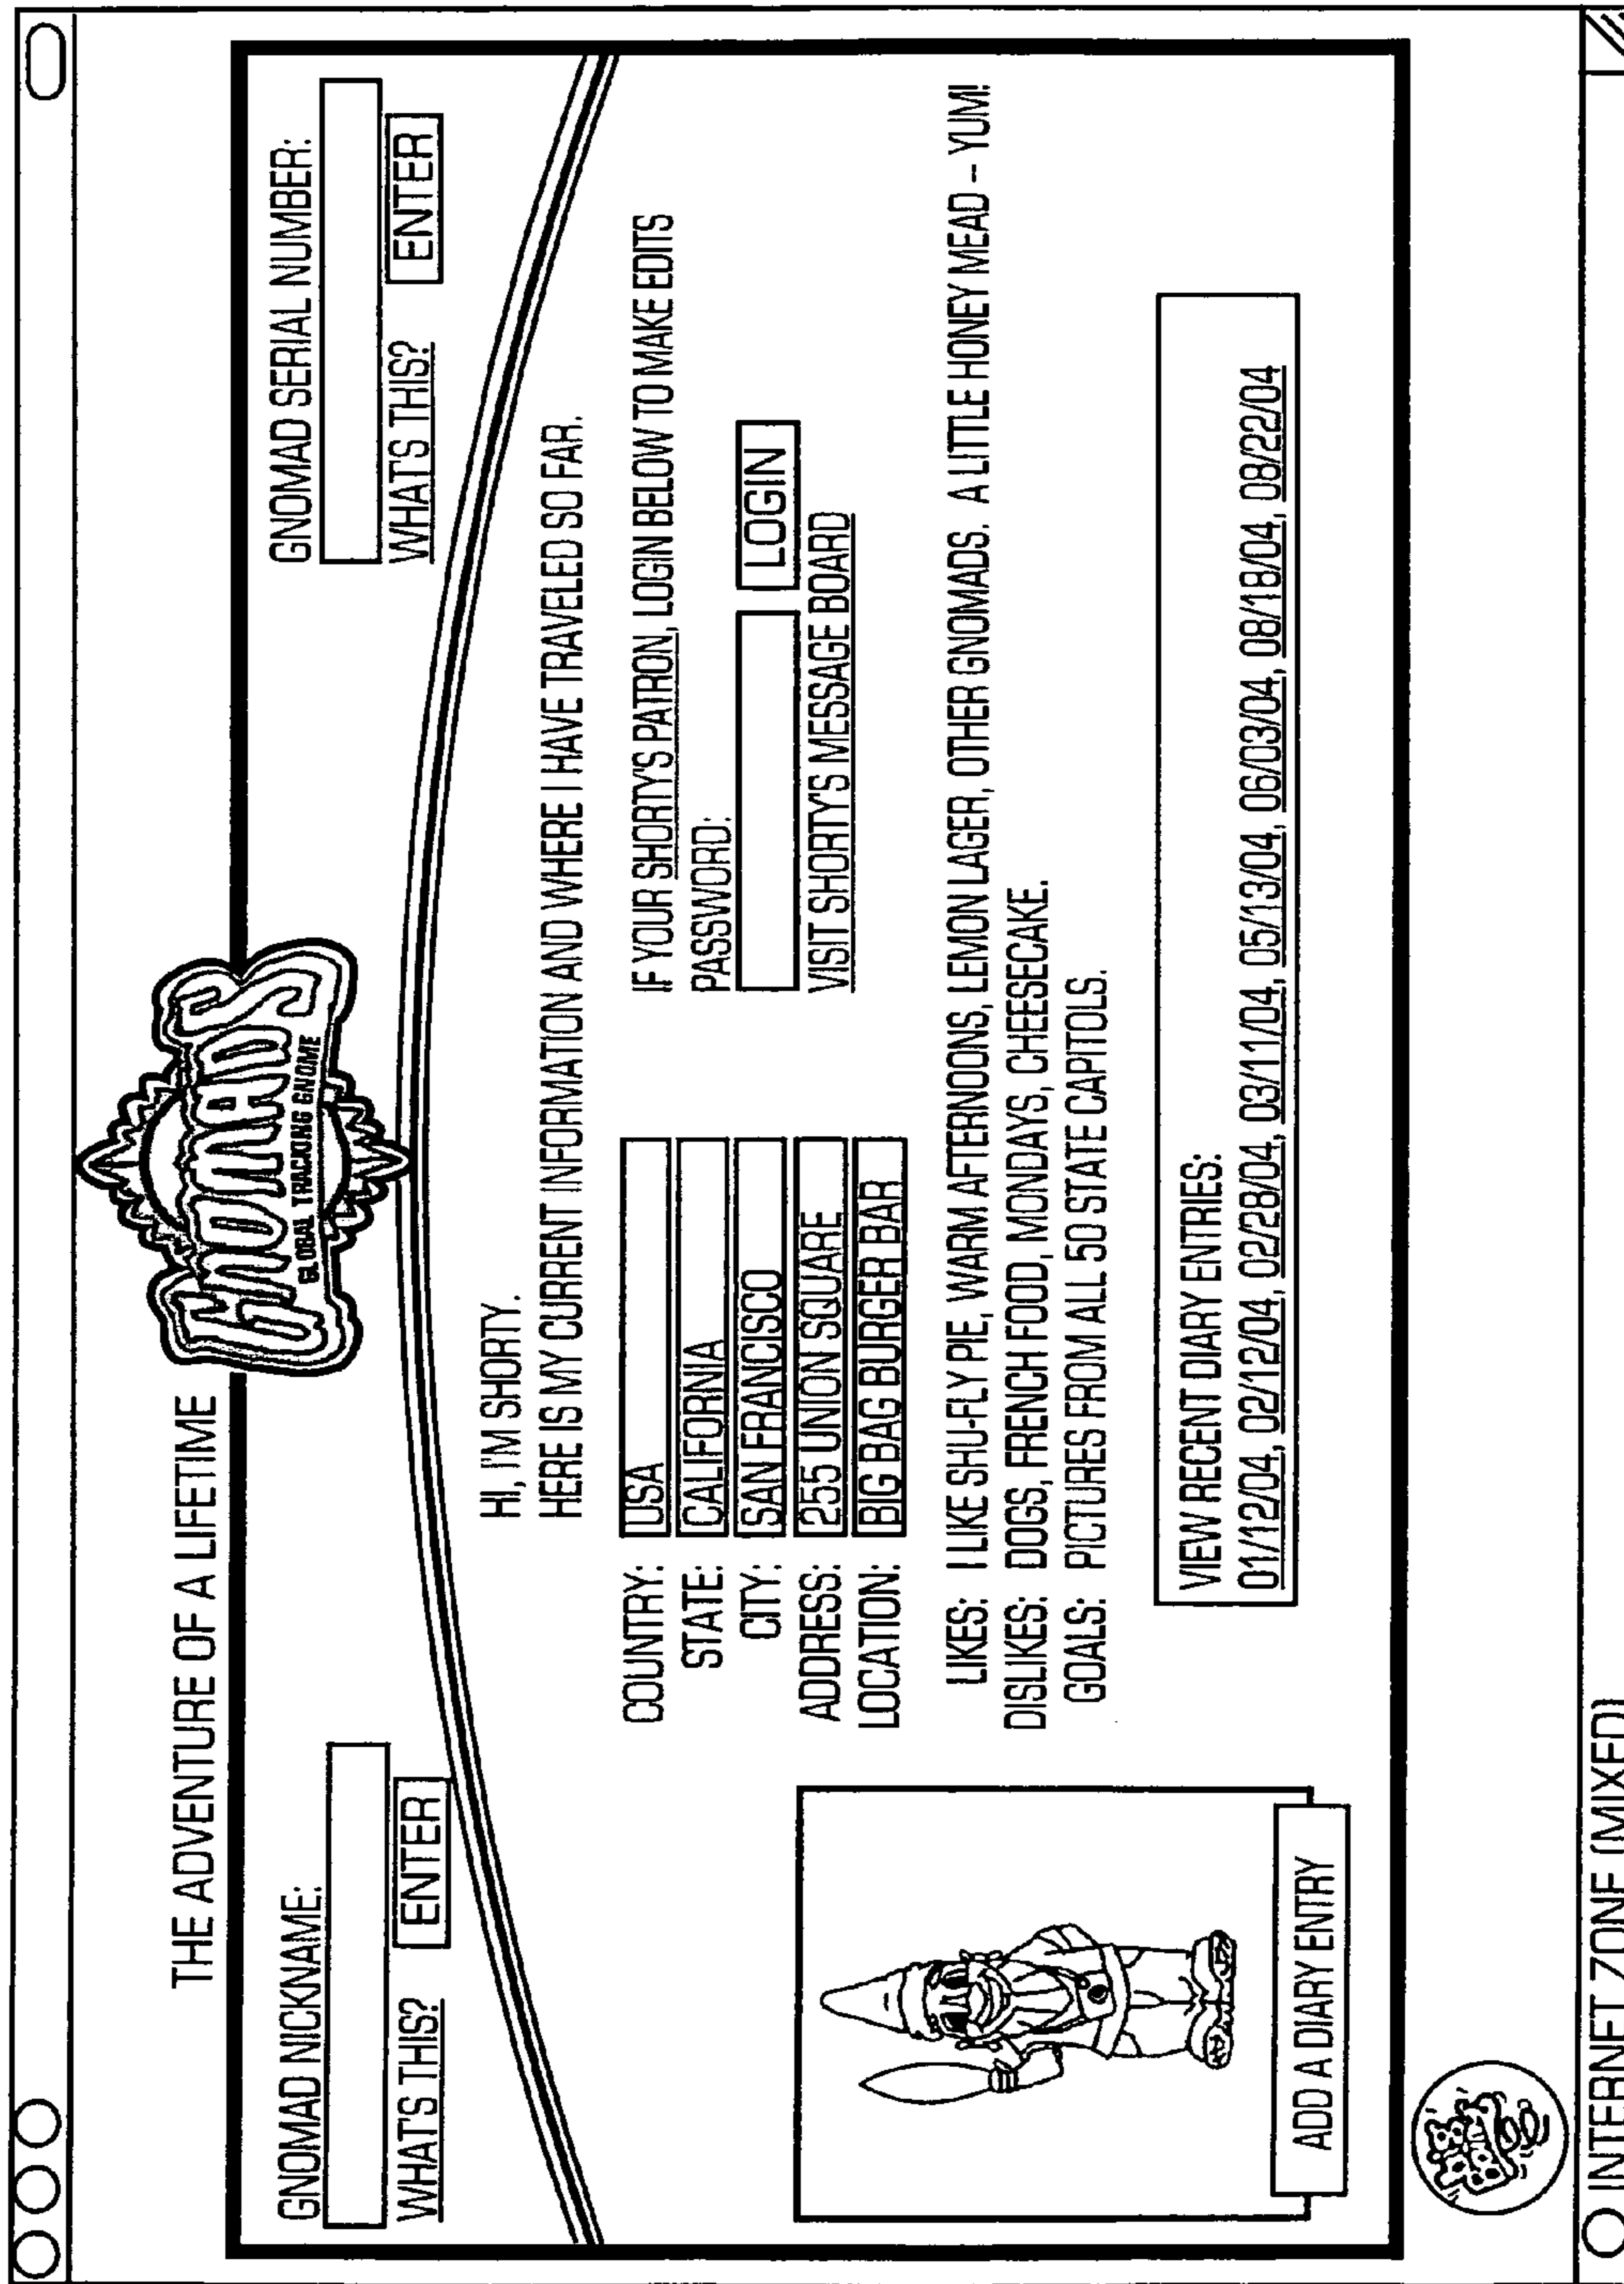 THE ADVENTURE OF A LIFETIME
GNOMADS
GLOBAL TRACKING GNOME
GNOMAD NICKNAME:
WHAT'S THIS? ENTER
GNOMAD SERIAL NUMBER:
WHAT'S THIS? ENTER
HI, I'M SHORTY.
HERE IS MY CURRENT INFORMATION AND WHERE I HAVE TRAVELED SO FAR.
COUNTRY: USA
STATE: CALIFORNIA
CITY: SAN FRANCISCO
ADDRESS: 255 UNION SQUARE
LOCATION: BIG BAG BURGER BAR
IF YOUR SHORTY'S PATRON, LOGIN BELOW TO MAKE EDITS
PASSWORD:
LOGIN
VISIT SHORTY'S MESSAGE BOARD
LIKES: I LIKE SHU-FLY PIE, WARM AFTERNOONS, LEMON LAGER, OTHER GNOMADS. A LITTLE HONEY MEAD -- YUM!
DISLIKES: DOGS, FRENCH FOOD, MONDAYS, CHEESECAKE.
GOALS: PICTURES FROM ALL 50 STATE CAPITOLS.
VIEW RECENT DIARY ENTRIES:
01/12/04, 02/12/04, 02/28/04, 03/11/04, 05/13/04, 06/03/04, 08/18/04, 08/22/04
ADD A DIARY ENTRY
INTERNET ZONE (MIXED)